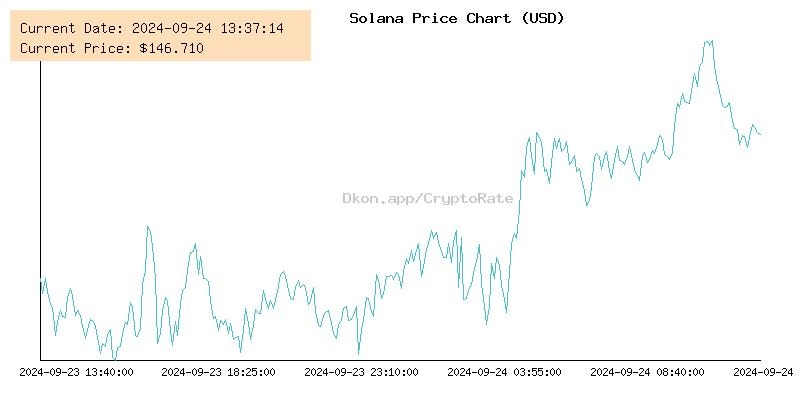 Solana Price Chart (USD)
Current Date: 2024-09-24 13:37:14
Current Price: $146.710
Dkon.app/CryptoRate
2024-09-23 13:40:00 2024-09-23 18:25:00 2024-09-23 23:10:00 2024-09-24 03:55:00 2024-09-24 08:40:00 2024-09-24